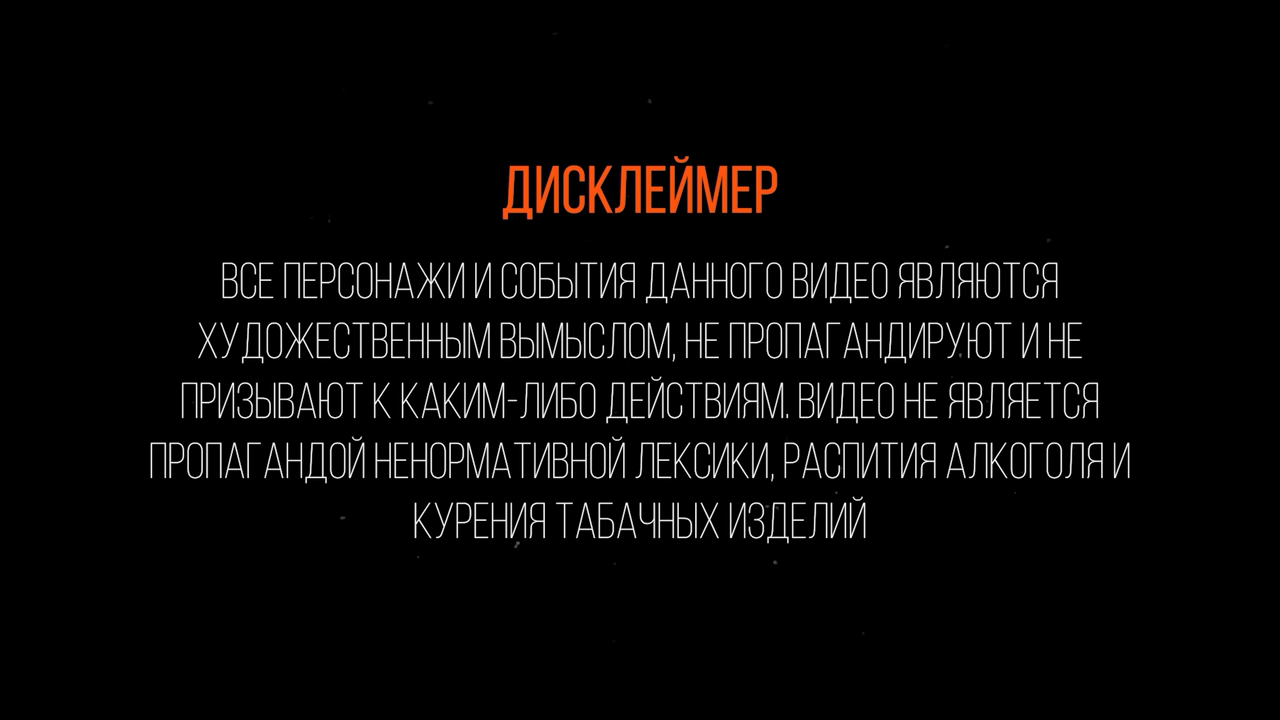 ДИСКЛЕЙМЕР
ВСЕ ПЕРСОНАЖИ И СОБЫТИЯ ДАННОГО ВИДЕО ЯВЛЯЮТСЯ
ХУДОЖЕСТВЕННЫМ ВЫМЫСЛОМ, НЕ ПРОПАГАНДИРУЮТ И НЕ
ПРИЗЫВАЮТ К КАКИМ-ЛИБО ДЕЙСТВИЯМ. ВИДЕО НЕ ЯВЛЯЕТСЯ
ПРОПАГАНДОЙ НЕНОРМАТИВНОЙ ЛЕКСИКИ, РАСПИТИЯ АЛКОГОЛЯ И
КУРЕНИЯ ТАБАЧНЫХ ИЗДЕЛИЙ